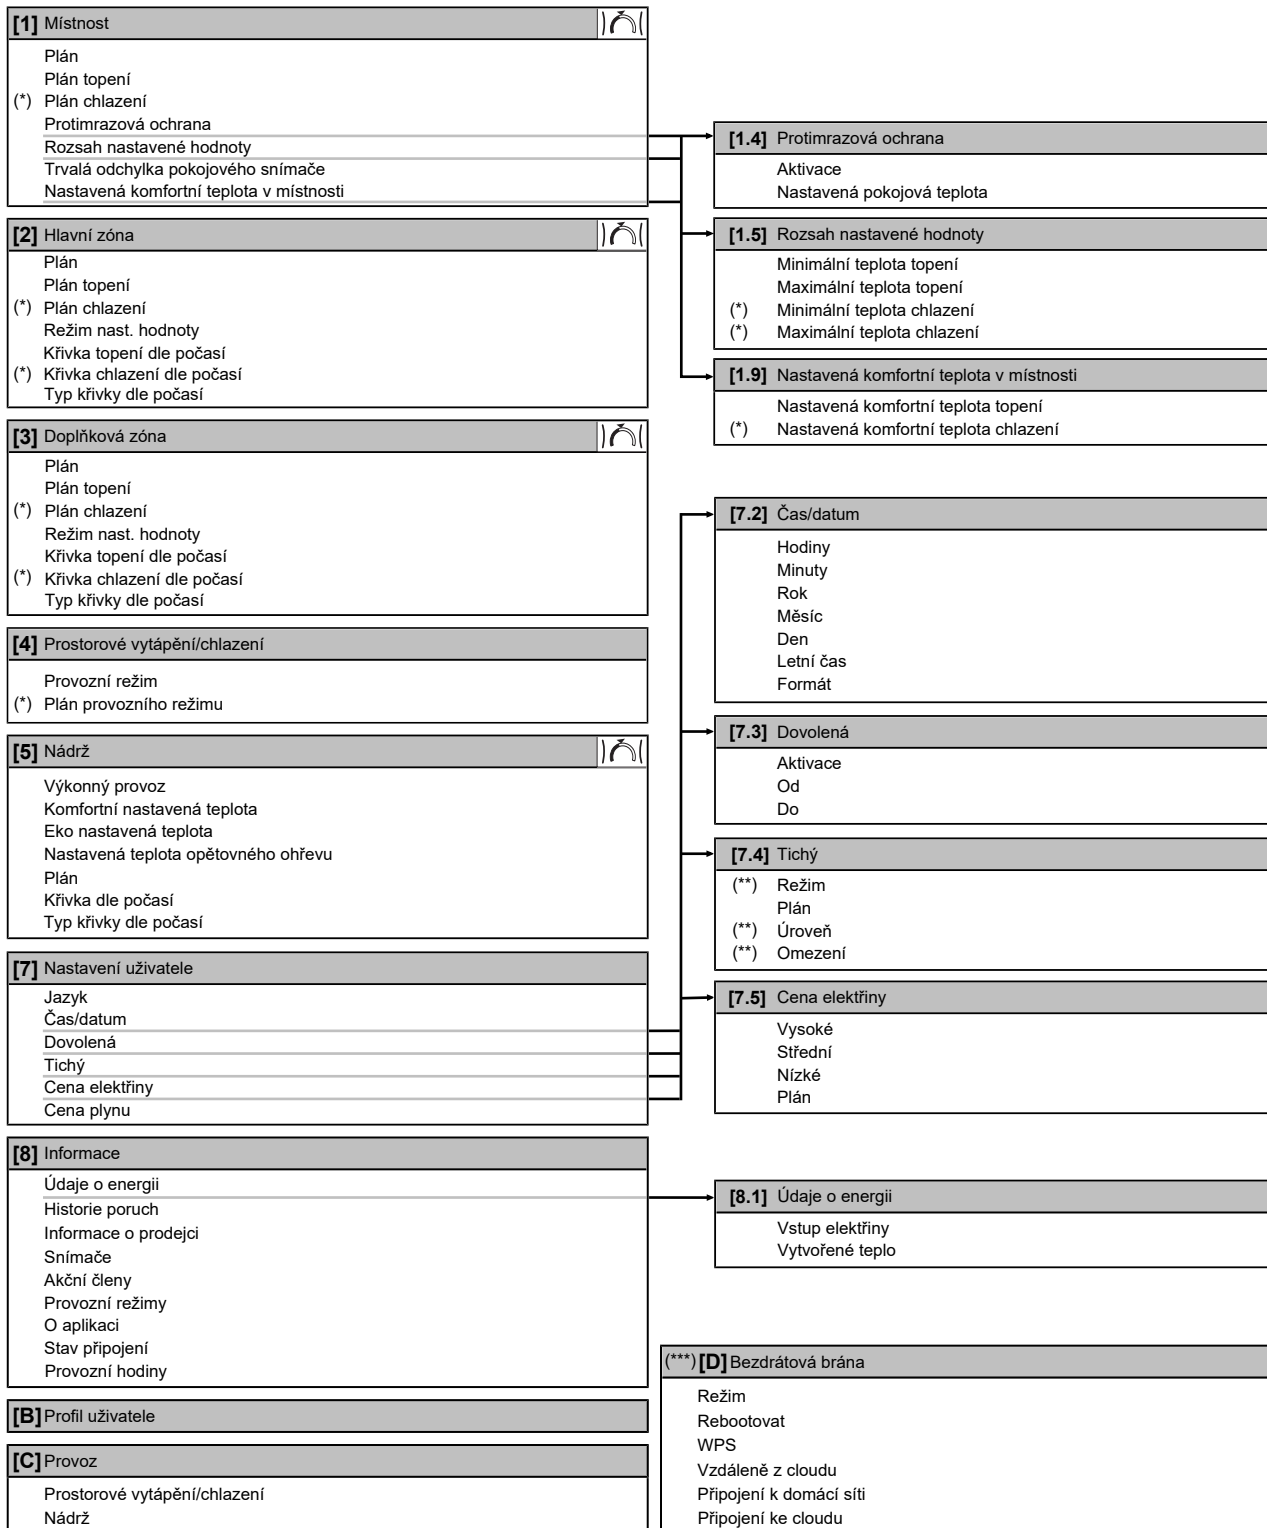 [1] Místnost
Plán
Plán topení
(*) Plán chlazení
Protimrazová ochrana
Rozsah nastavené hodnoty
Trvalá odchylka pokojového snímače
Nastavená komfortní teplota v místnosti
[2] Hlavní zóna
Plán
Plán topení
(*) Plán chlazení
Režim nast. hodnoty
Křivka topení dle počasí
(*) Křivka chlazení dle počasí
Typ křivky dle počasí
[3] Doplňková zóna
Plán
Plán topení
(*) Plán chlazení
Režim nast. hodnoty
Křivka topení dle počasí
(*) Křivka chlazení dle počasí
Typ křivky dle počasí
[4] Prostorové vytápění/chlazení
Provozní režim
(*) Plán provozního režimu
[5] Nádrž
Výkonný provoz
Komfortní nastavená teplota
Eko nastavená teplota
Nastavená teplota opětovného ohřevu
Plán
Křivka dle počasí
Typ křivky dle počasí
[7] Nastavení uživatele
Jazyk
Čas/datum
Dovolená
Tichý
Cena elektřiny
Cena plynu
[8] Informace
Údaje o energii
Historie poruch
Informace o prodejci
Snímače
Akční členy
Provozní režimy
O aplikaci
Stav připojení
Provozní hodiny
[B] Profil uživatele
[C] Provoz
Prostorové vytápění/chlazení
Nádrž
[1.4] Protimrazová ochrana
Aktivace
Nastavená pokojová teplota
[1.5] Rozsah nastavené hodnoty
Minimální teplota topení
Maximální teplota topení
(*) Minimální teplota chlazení
(*) Maximální teplota chlazení
[1.9] Nastavená komfortní teplota v místnosti
Nastavená komfortní teplota topení
(*) Nastavená komfortní teplota chlazení
[7.2] Čas/datum
Hodiny
Minuty
Rok
Měsíc
Den
Letní čas
Formát
[7.3] Dovolená
Aktivace
Od
Do
[7.4] Tichý
(**) Režim
Plán
(**) Úroveň
(**) Omezení
[7.5] Cena elektřiny
Vysoké
Střední
Nízké
Plán
[8.1] Údaje o energii
Vstup elektřiny
Vytvořené teplo
(***) [D] Bezdrátová brána
Režim
Rebootovat
WPS
Vzdáleně z cloudu
Připojení k domácí síti
Připojení ke cloudu